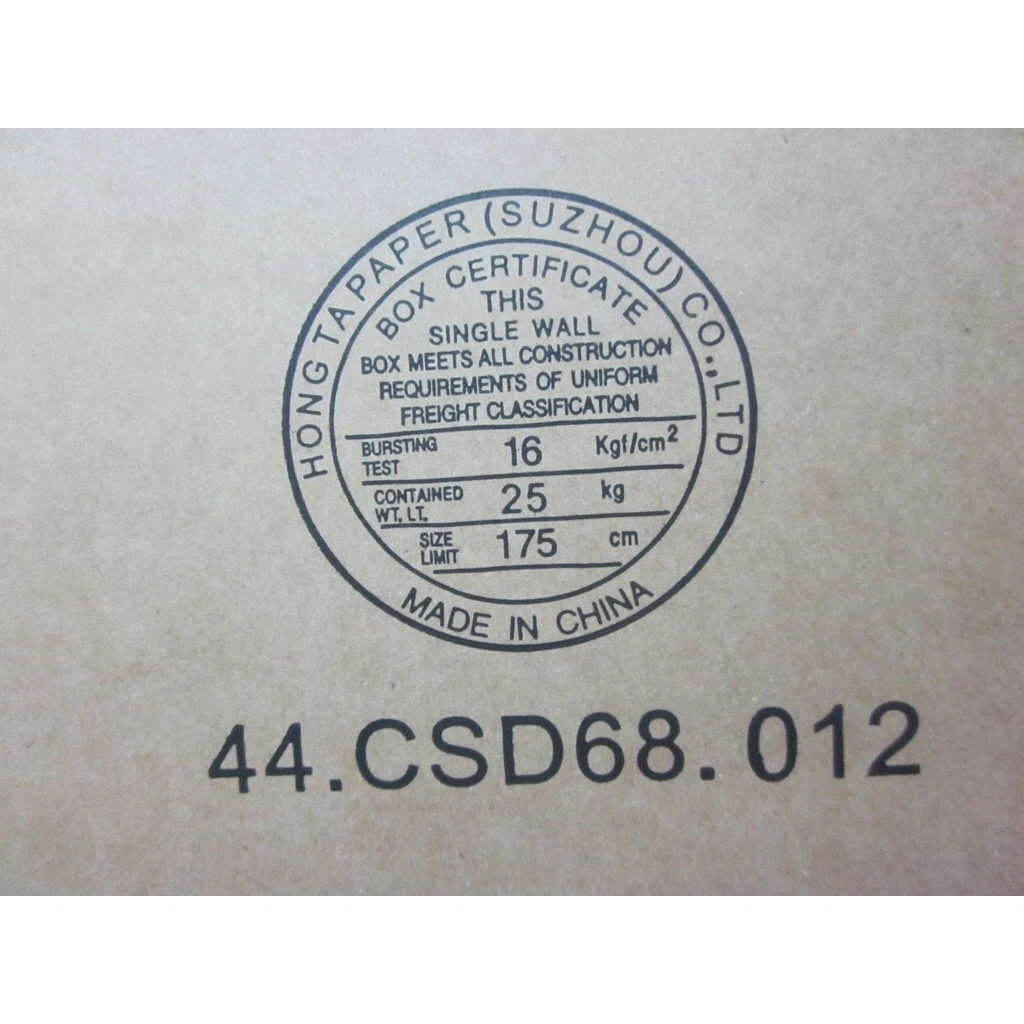 HONG TA PAPER (SUZHOU) CO.,LTD
BOX CERTIFICATE
THIS
SINGLE WALL
BOX MEETS ALL CONSTRUCTION
REQUIREMENTS OF UNIFORM
FREIGHT CLASSIFICATION
BURSTING TEST 16 Kgf/cm²
CONTAINED WT. LT. 25 kg
SIZE LIMIT 175 cm
MADE IN CHINA
44.CSD68.012